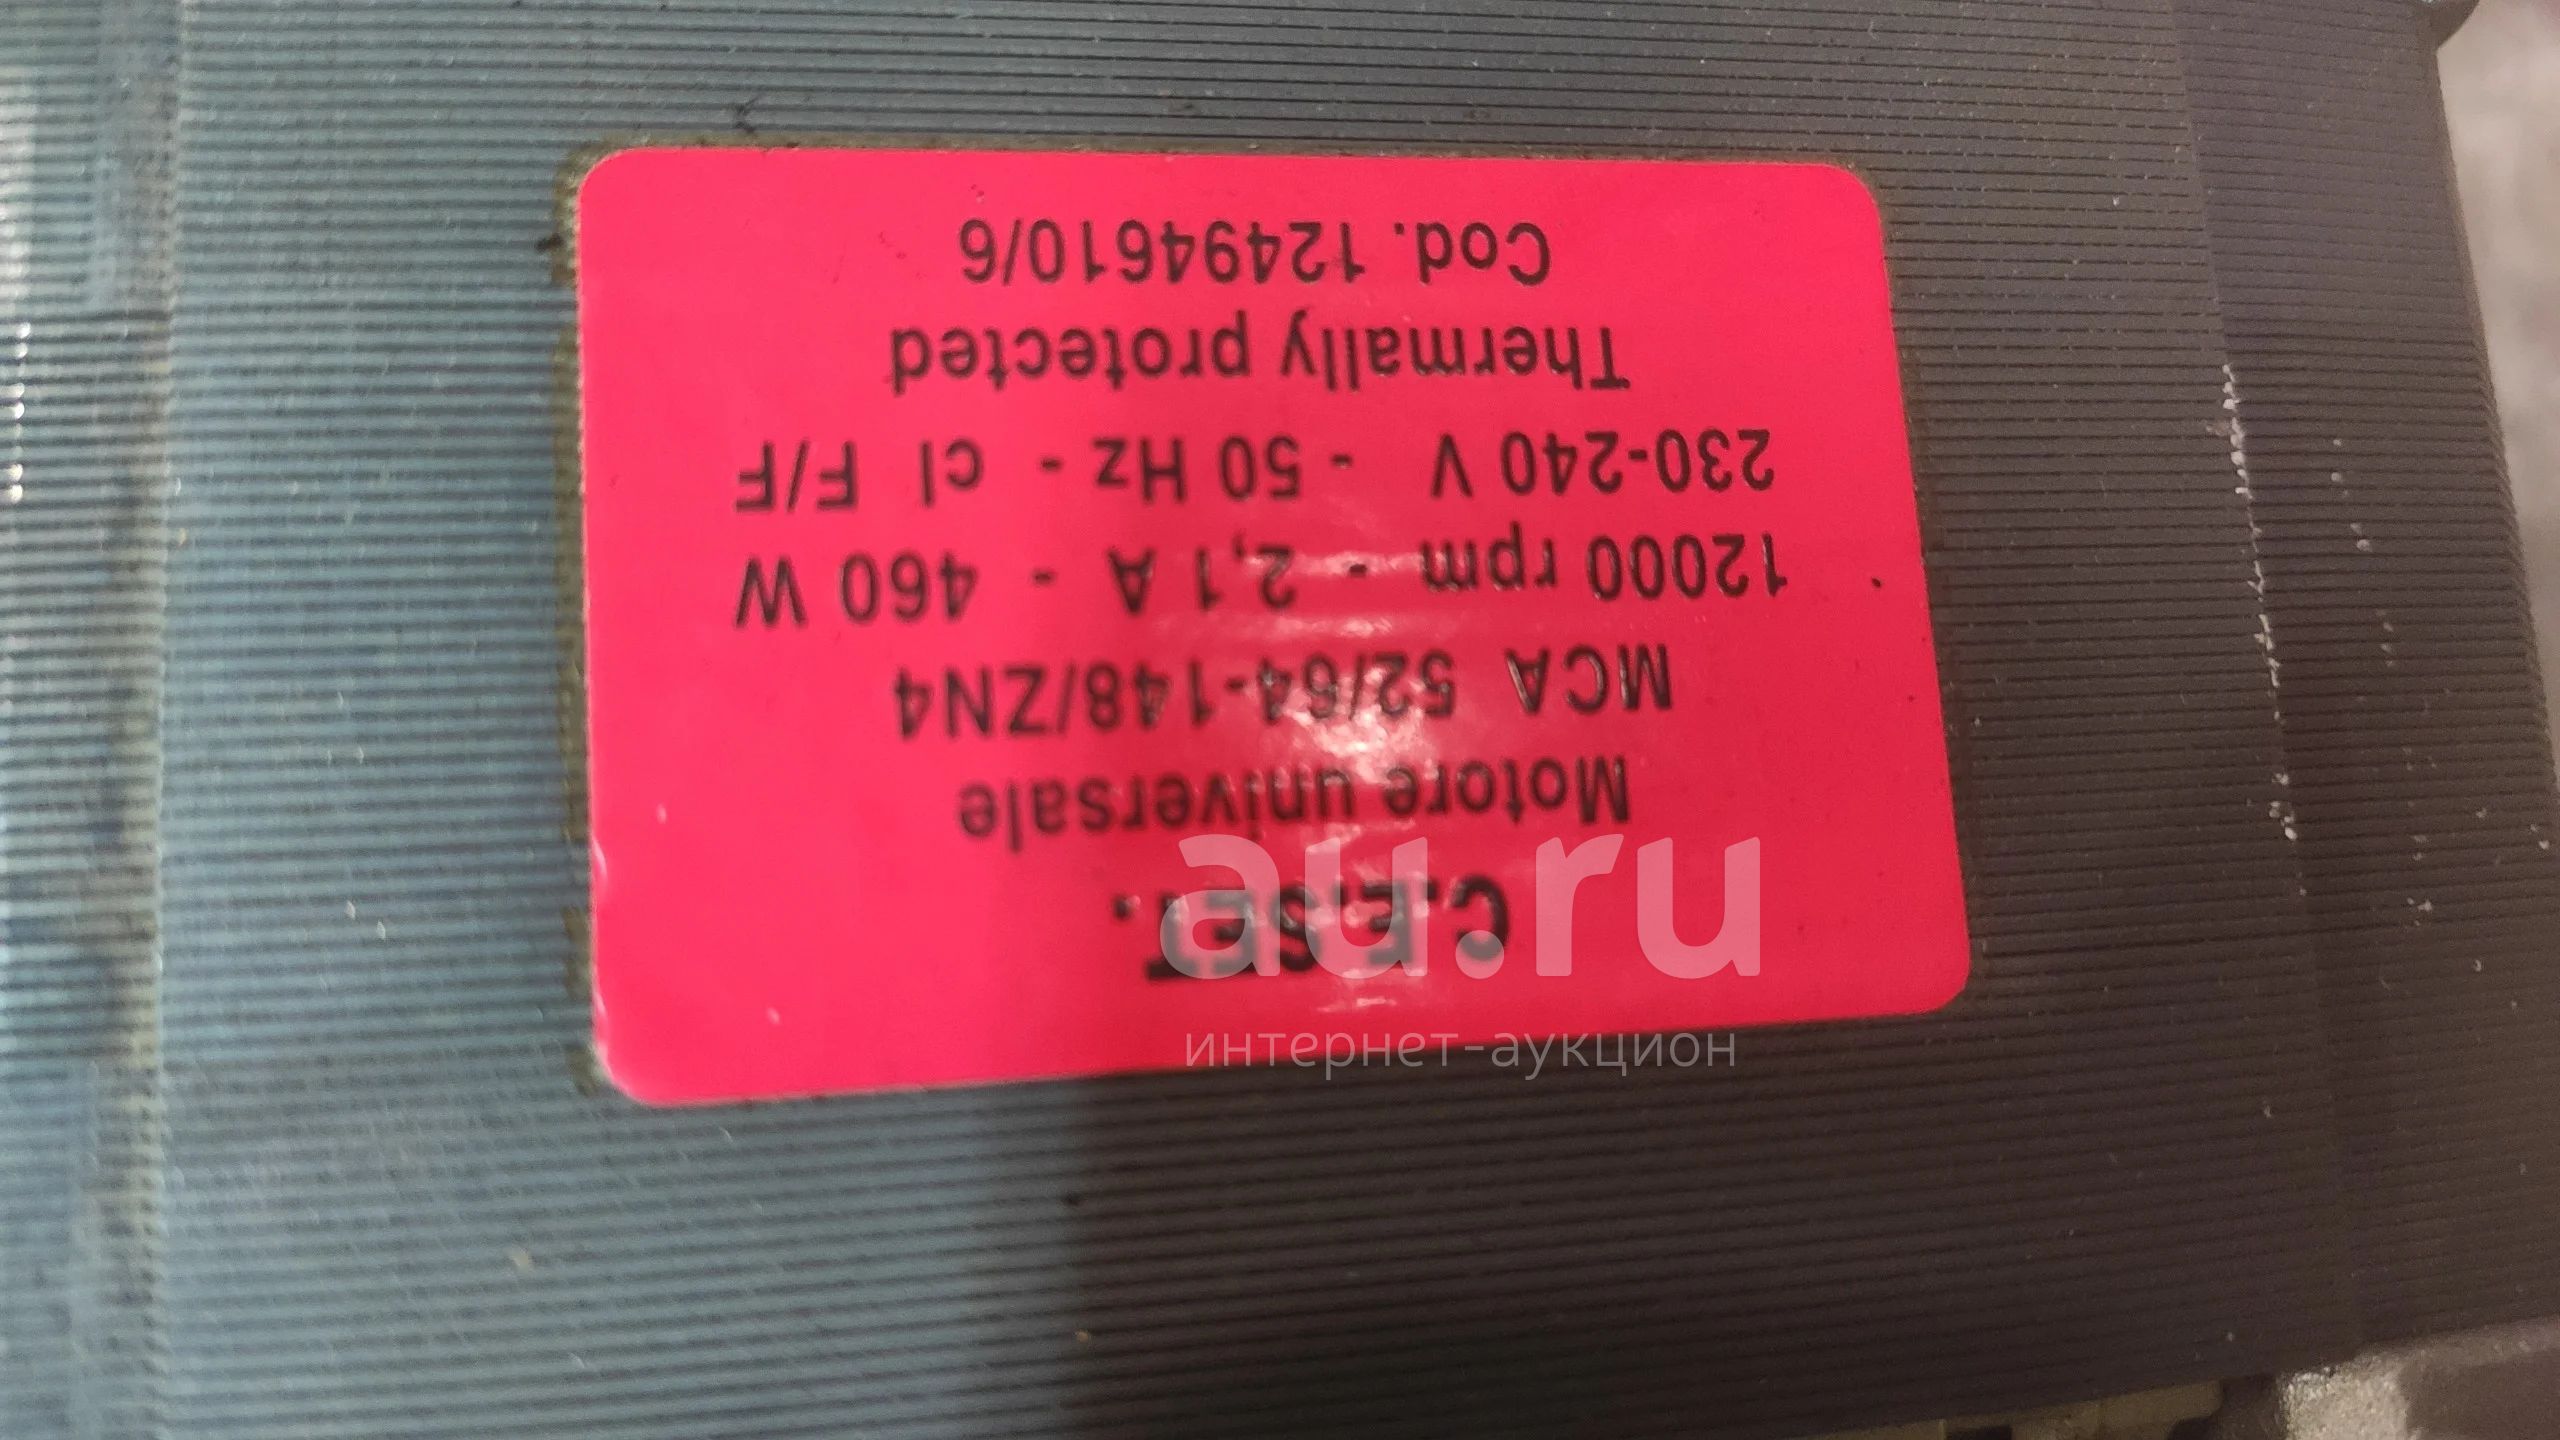 C.E.SET.
Motore universale
MCA 52/64-148/ZN4
12000 rpm - 2,1 A - 460 W
230-240 V - 50 Hz - cl F/F
Thermally protected
Cod. 12494610/6
au.ru
интернет-аукцион